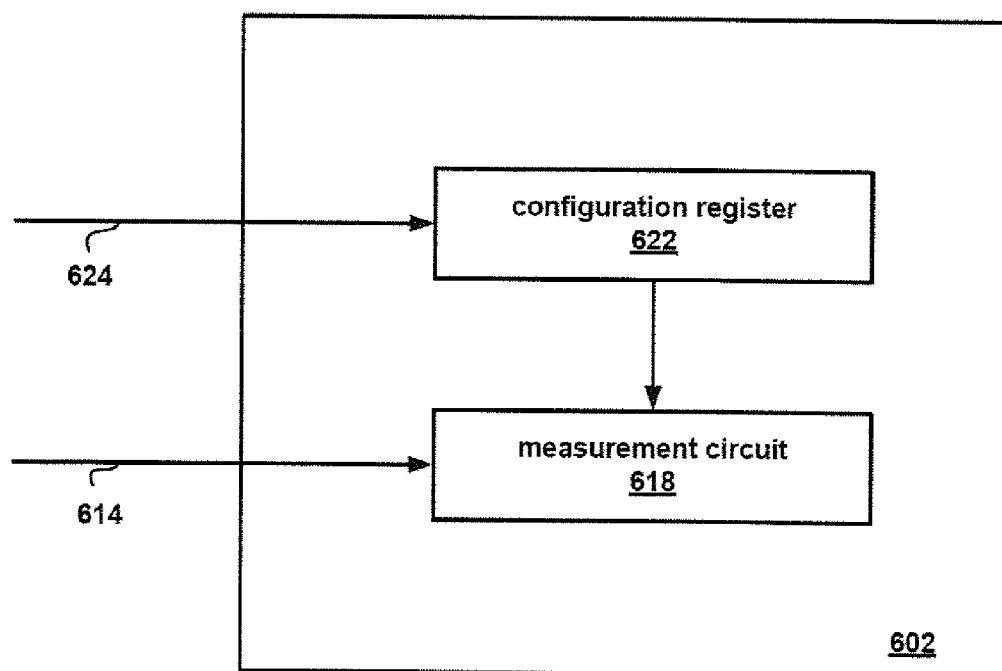 configuration register
622
624
measurement circuit
618
614
602